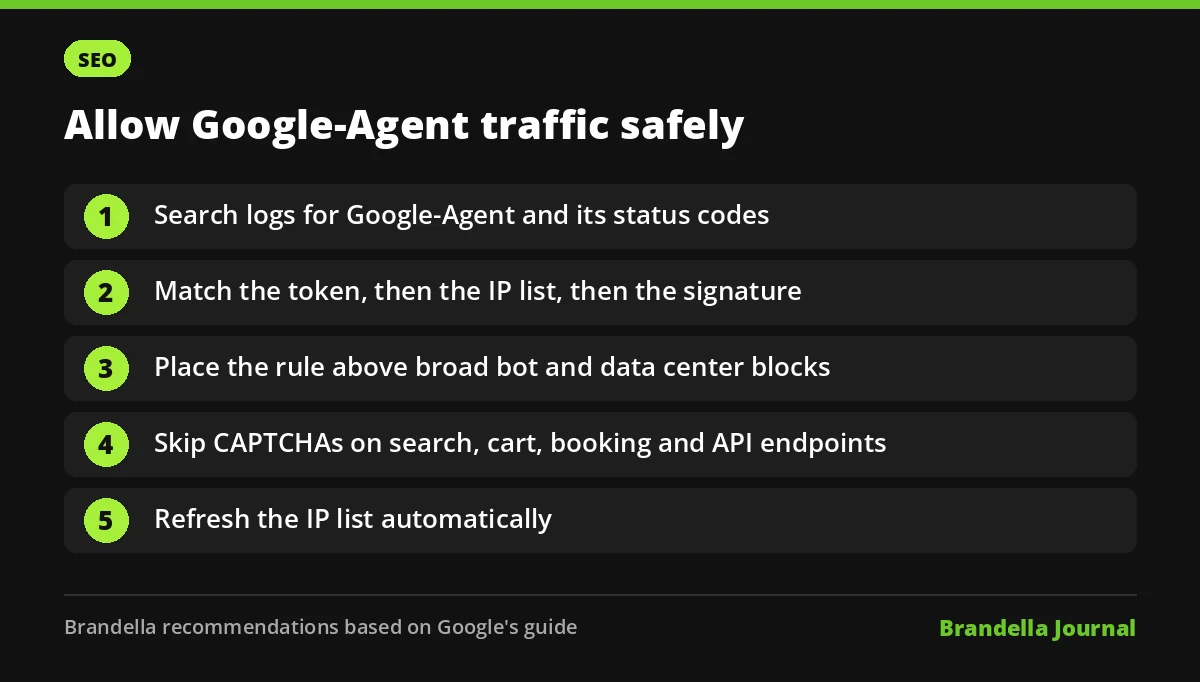 SEO
Allow Google-Agent traffic safely
1 Search logs for Google-Agent and its status codes
2 Match the token, then the IP list, then the signature
3 Place the rule above broad bot and data center blocks
4 Skip CAPTCHAs on search, cart, booking and API endpoints
5 Refresh the IP list automatically
Brandella recommendations based on Google's guide
Brandella Journal